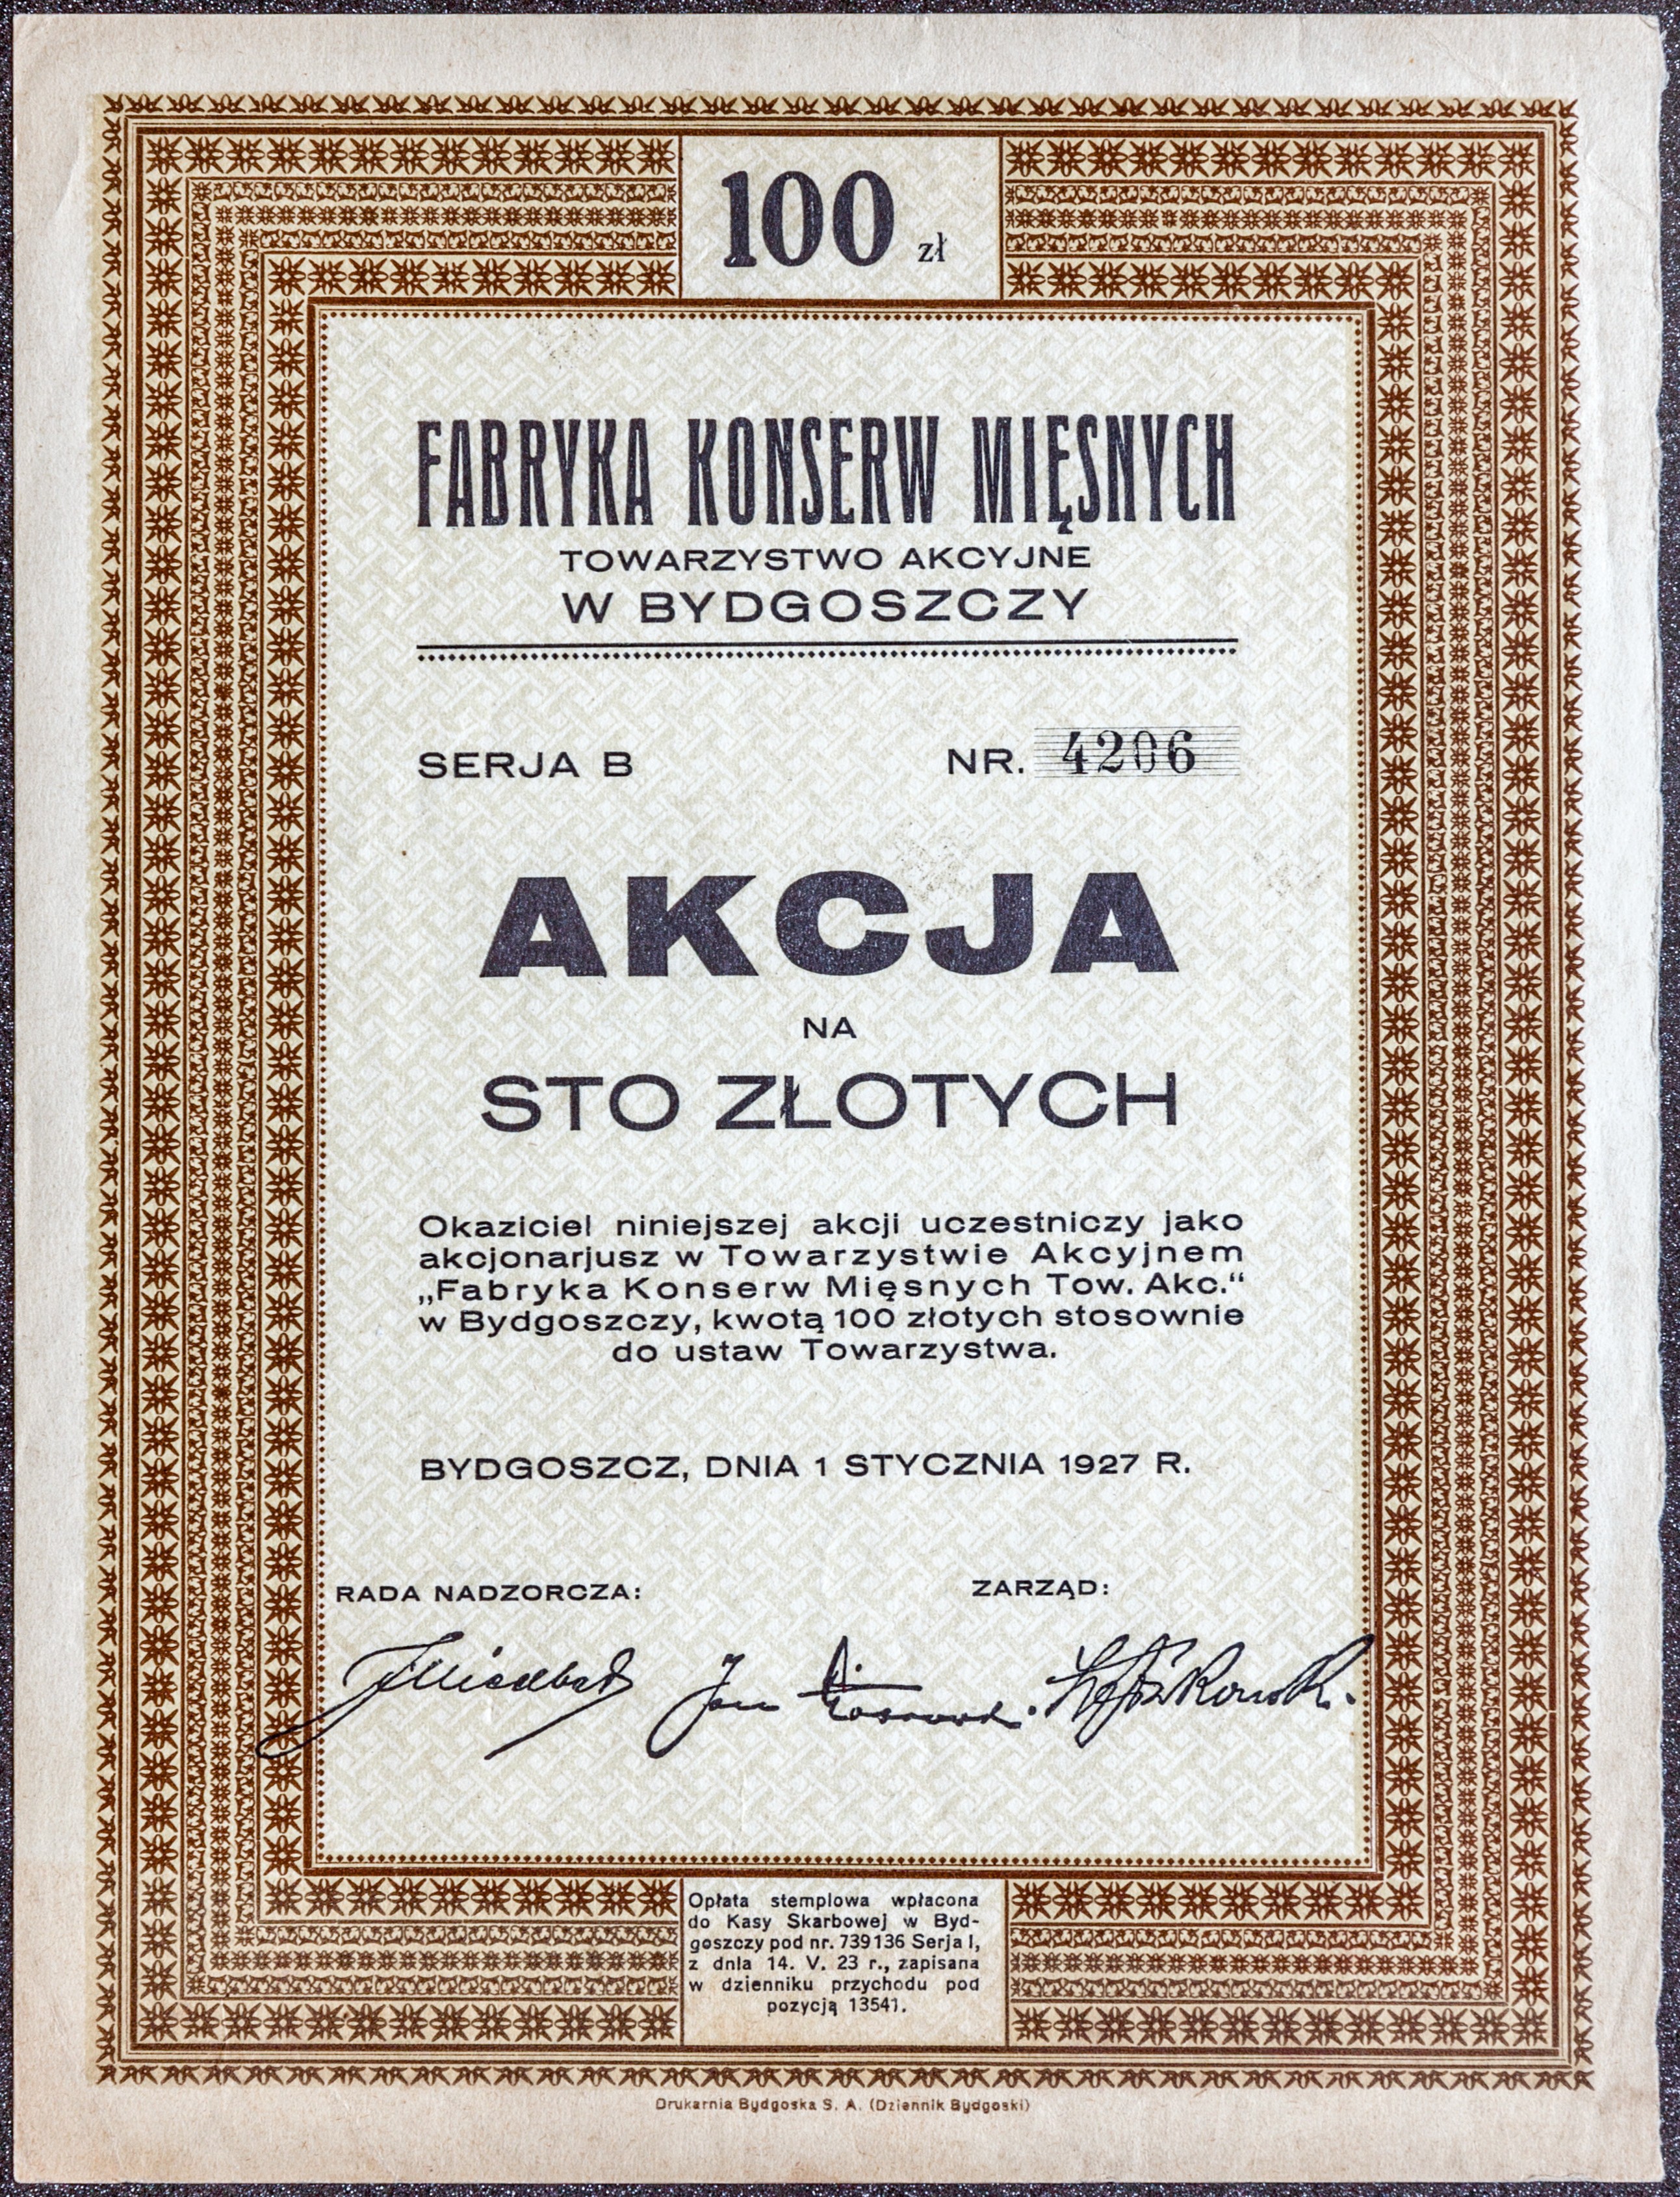 100 zł
FABRYKA KONSERW MIĘSNYCH
TOWARZYSTWO AKCYJNE
W BYDGOSZCZY
SERJA B NR. 4206
AKCJA
NA
STO ZŁOTYCH
Okaziciel niniejszej akcji uczestniczy jako
akcjonarjusz w Towarzystwie Akcyjnem
„Fabryka Konserw Mięsnych Tow. Akc.“
w Bydgoszczy, kwotą 100 złotych stosownie
do ustaw Towarzystwa.
BYDGOSZCZ, DNIA 1 STYCZNIA 1927 R.
RADA NADZORCZA: ZARZĄD:
Jan
Opłata stemplowa wpłacona
do Kasy Skarbowej w Byd-
goszczy pod nr. 739136 Serja I,
z dnia 14. V. 23 r., zapisana
w dzienniku przychodu pod
pozycją 13541.
Drukarnia Bydgoska S. A. (Dziennik Bydgoski)